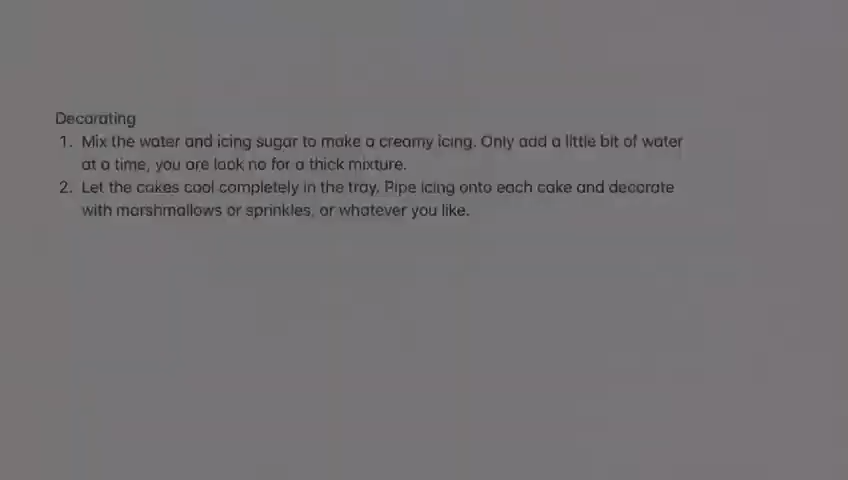 Decorating
1. Mix the water and icing sugar to make a creamy icing. Only add a little bit of water
at a time, you are look no for a thick mixture.
2. Let the cakes cool completely in the tray. Pipe icing onto each cake and decorate
with marshmallows or sprinkles, or whatever you like.